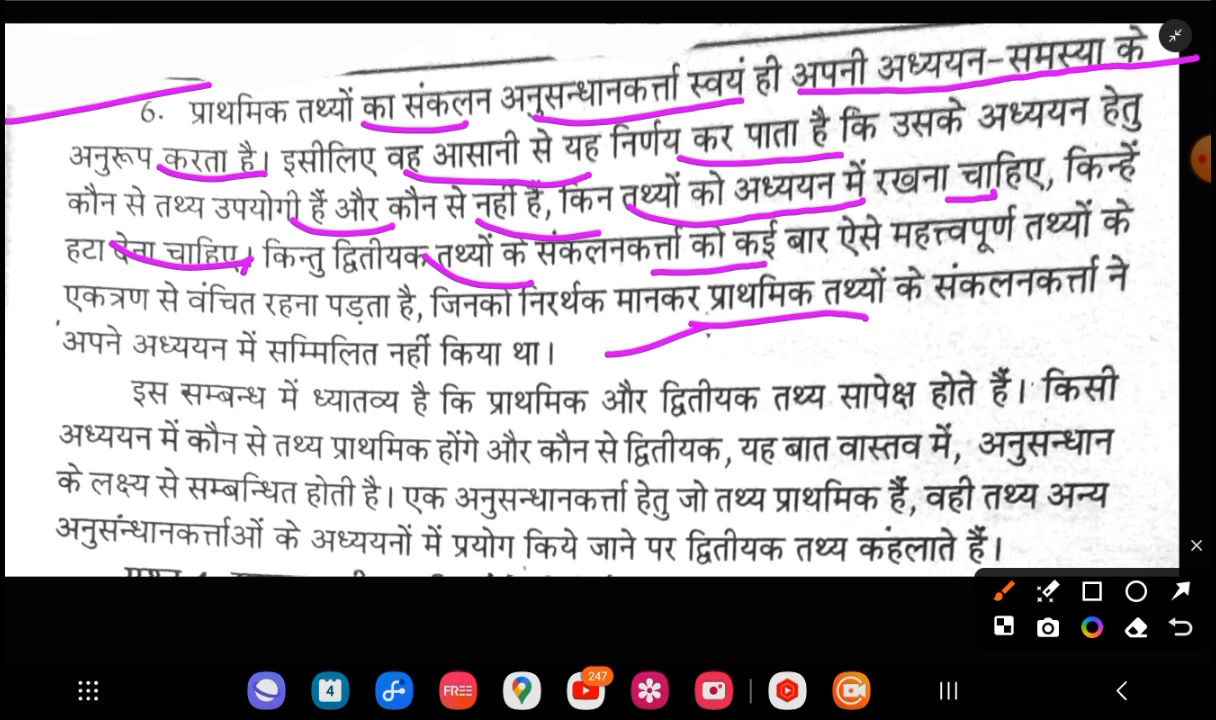 6. प्राथमिक तथ्यों का संकलन अनुसन्धानकर्त्ता स्वयं ही अपनी अध्ययन-समस्या के
अनुरूप करता है। इसीलिए वह आसानी से यह निर्णय कर पाता है कि उसके अध्ययन हेतु
कौन से तथ्य उपयोगी हैं और कौन से नहीं हैं, किन तथ्यों को अध्ययन में रखना चाहिए, किन्हें
हटा देना चाहिए, किन्तु द्वितीयक तथ्यों के संकलनकर्त्ता को कई बार ऐसे महत्त्वपूर्ण तथ्यों के
एकत्रण से वंचित रहना पड़ता है, जिनको निरर्थक मानकर प्राथमिक तथ्यों के संकलनकर्त्ता ने
अपने अध्ययन में सम्मिलित नहीं किया था।
इस सम्बन्ध में ध्यातव्य है कि प्राथमिक और द्वितीयक तथ्य सापेक्ष होते हैं। किसी
अध्ययन में कौन से तथ्य प्राथमिक होंगे और कौन से द्वितीयक, यह बात वास्तव में, अनुसन्धान
के लक्ष्य से सम्बन्धित होती है। एक अनुसन्धानकर्त्ता हेतु जो तथ्य प्राथमिक हैं, वही तथ्य अन्य
अनुसंन्धानकर्त्ताओं के अध्ययनों में प्रयोग किये जाने पर द्वितीयक तथ्य कहलाते हैं।
4
FREE
247